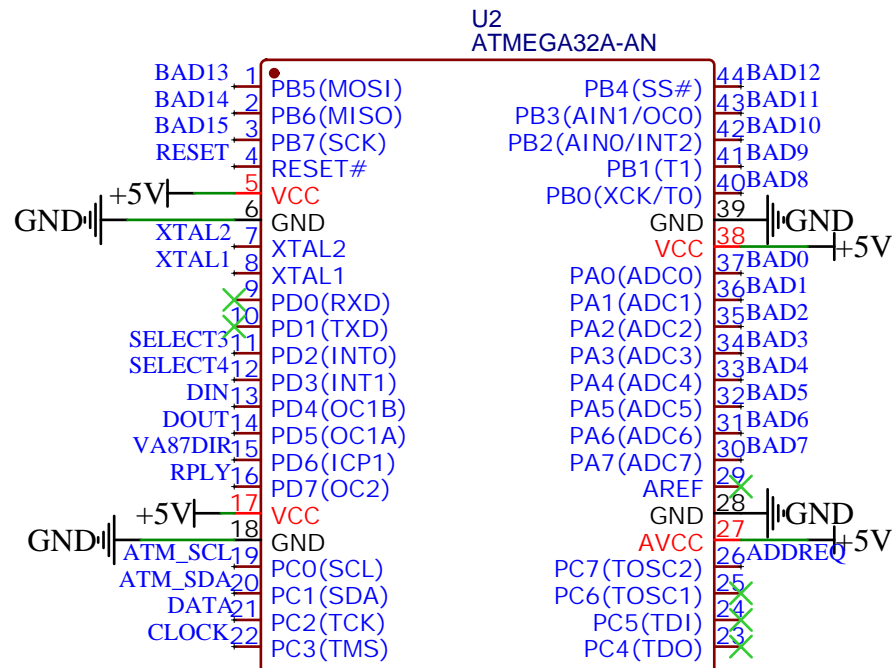 U2
ATMEGA32A-AN
BAD13 1 PB5(MOSI) PB4(SS#) 44 BAD12
BAD14 2 PB6(MISO) PB3(AIN1/OC0) 43 BAD11
BAD15 3 PB7(SCK) PB2(AIN0/INT2) 42 BAD10
RESET 4 RESET# PB1(T1) 41 BAD9
+5V 5 VCC PB0(XCK/T0) 40 BAD8
GND 6 GND GND 39 GND
XTAL2 7 XTAL2 VCC 38 +5V
XTAL1 8 XTAL1 PA0(ADC0) 37 BAD0
9 PD0(RXD) PA1(ADC1) 36 BAD1
10 PD1(TXD) PA2(ADC2) 35 BAD2
SELECT3 11 PD2(INT0) PA3(ADC3) 34 BAD3
SELECT4 12 PD3(INT1) PA4(ADC4) 33 BAD4
DIN 13 PD4(OC1B) PA5(ADC5) 32 BAD5
DOUT 14 PD5(OC1A) PA6(ADC6) 31 BAD6
VA87DIR 15 PD6(ICP1) PA7(ADC7) 30 BAD7
RPLY 16 PD7(OC2) AREF 29
+5V 17 VCC GND 28 GND
GND 18 GND AVCC 27 +5V
ATM_SCL 19 PC0(SCL) PC7(TOSC2) 26 ADDREQ
ATM_SDA 20 PC1(SDA) PC6(TOSC1) 25
DATA 21 PC2(TCK) PC5(TDI) 24
CLOCK 22 PC3(TMS) PC4(TDO) 23